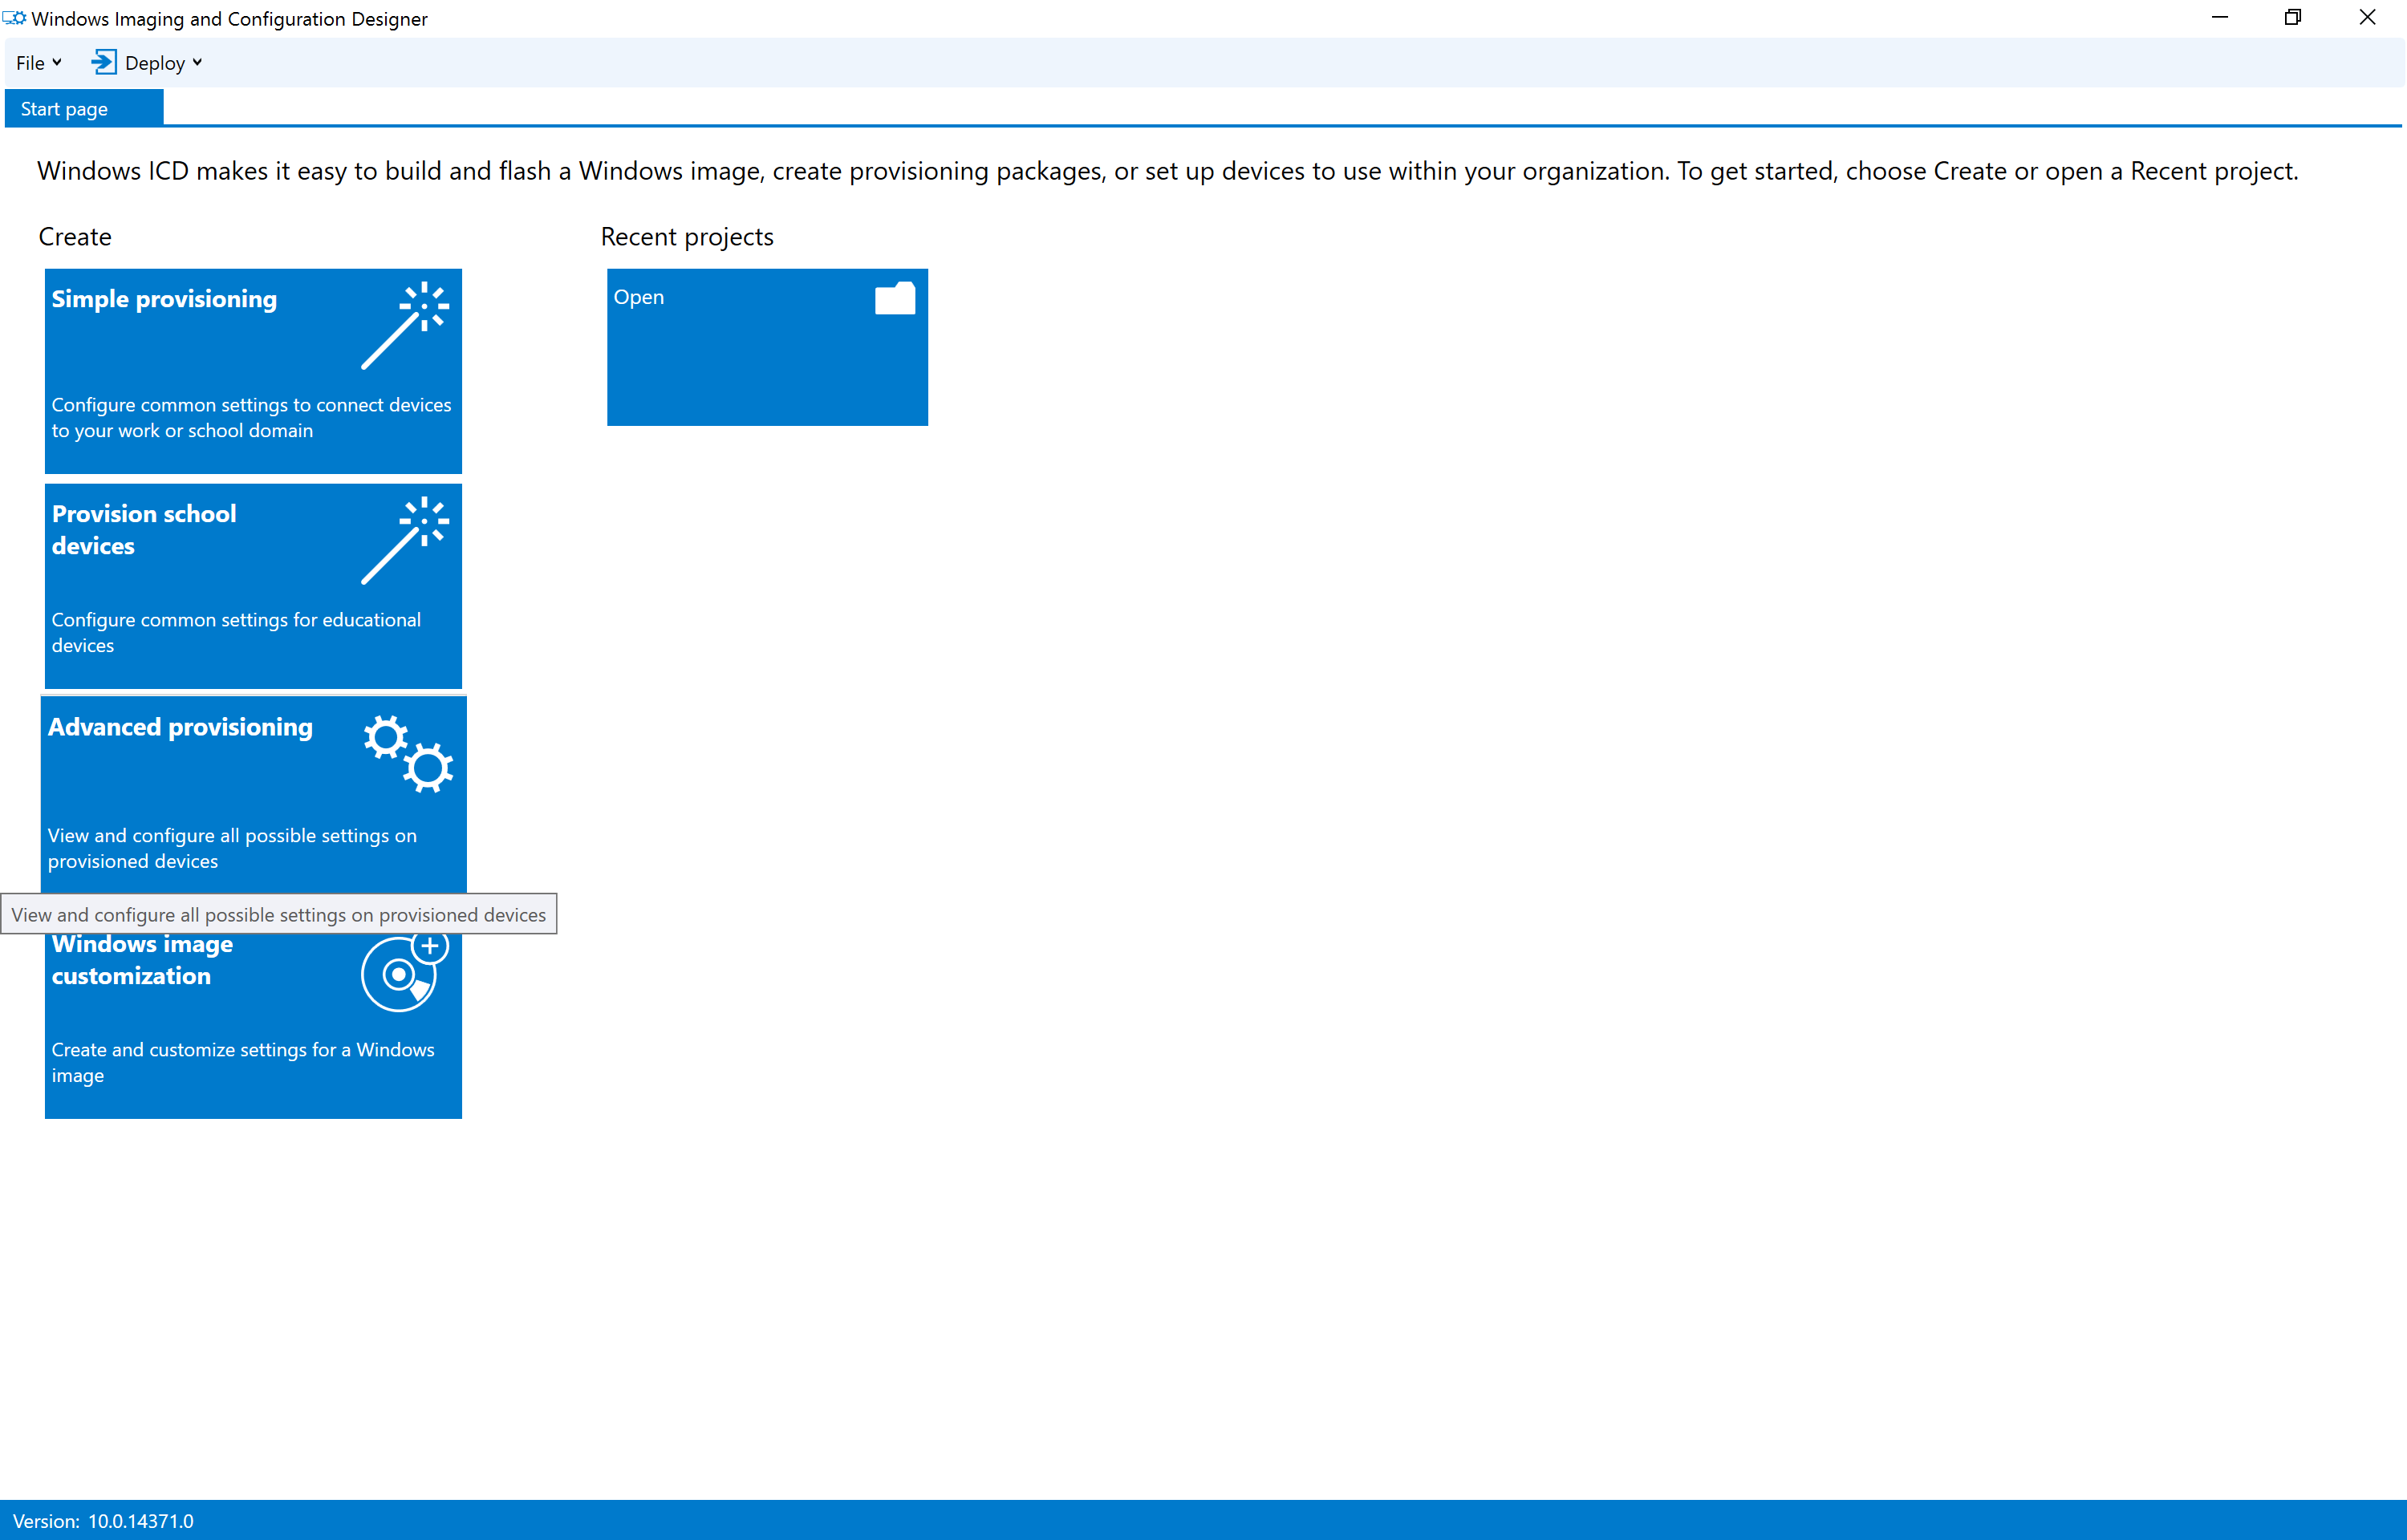 Windows Imaging and Configuration Designer
File
Deploy
Start page
Windows ICD makes it easy to build and flash a Windows image, create provisioning packages, or set up devices to use within your organization. To get started, choose Create or open a Recent project.
Create
Simple provisioning
Configure common settings to connect devices
to your work or school domain
Provision school
devices
Configure common settings for educational
devices
Advanced provisioning
View and configure all possible settings on
provisioned devices
View and configure all possible settings on provisioned devices
Windows image
customization
Create and customize settings for a Windows
image
Recent projects
Open
Version: 10.0.14371.0